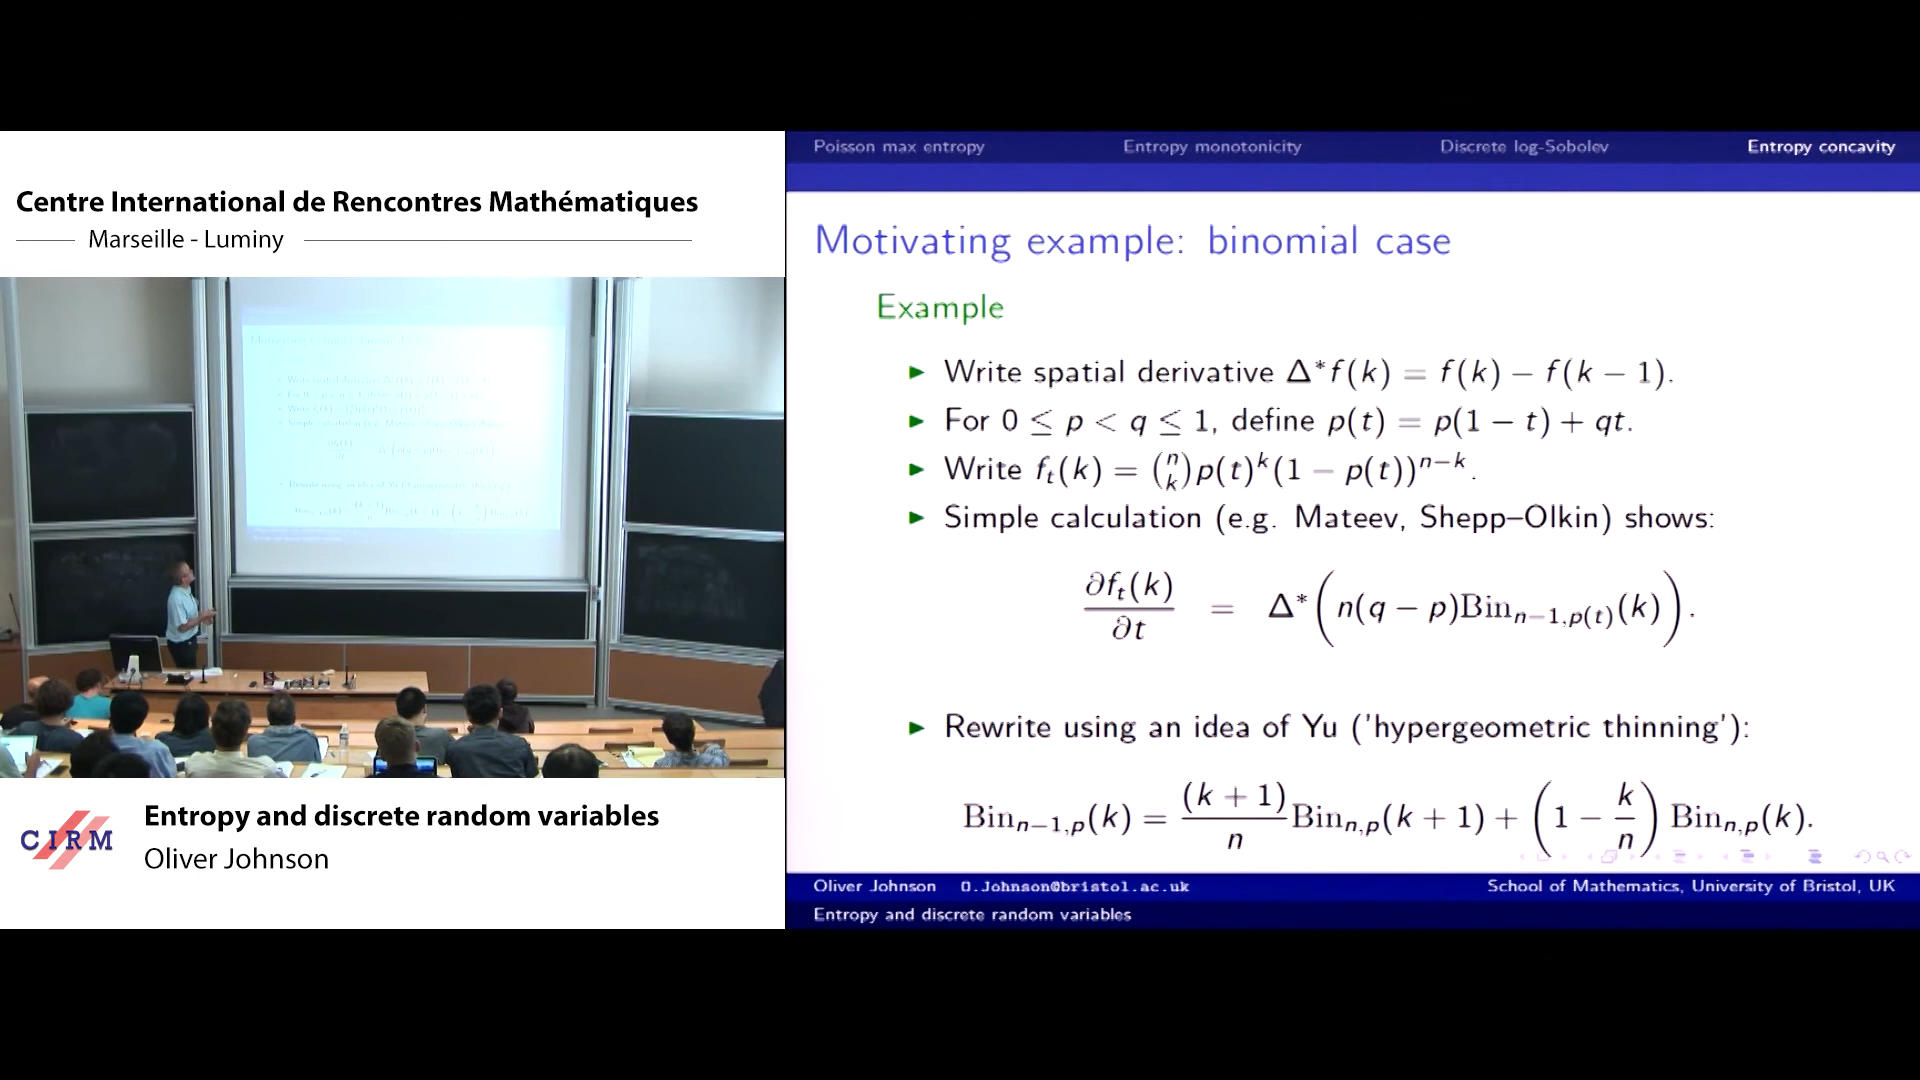 Centre International de Rencontres Mathématiques
Marseille - Luminy
CIRM
Entropy and discrete random variables
Oliver Johnson
Poisson max entropy Entropy monotonicity Discrete log-Sobolev Entropy concavity
Motivating example: binomial case
Example
Write spatial derivative Δ*f(k) = f(k) − f(k − 1).
For 0 ≤ p < q ≤ 1, define p(t) = p(1 − t) + qt.
Write fₜ(k) = (n k) p(t)^k (1 − p(t))^{n−k}.
Simple calculation (e.g. Mateev, Shepp–Olkin) shows:
∂fₜ(k)/∂t = Δ*(n(q − p)Bin_{n−1,p(t)}(k)).
Rewrite using an idea of Yu ('hypergeometric thinning'):
Bin_{n−1,p}(k) = (k + 1)/n Bin_{n,p}(k + 1) + (1 − k/n) Bin_{n,p}(k).
Oliver Johnson O.Johnson@bristol.ac.uk School of Mathematics, University of Bristol, UK
Entropy and discrete random variables